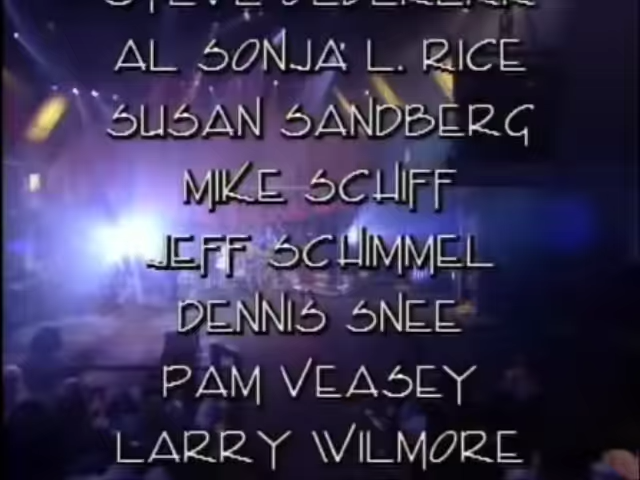 AL SONJA L. RICE
SUSAN SANDBERG
MIKE SCHIFF
JEFF SCHIMMEL
DENNIS SNEE
PAM VEASEY
LARRY WILMORE